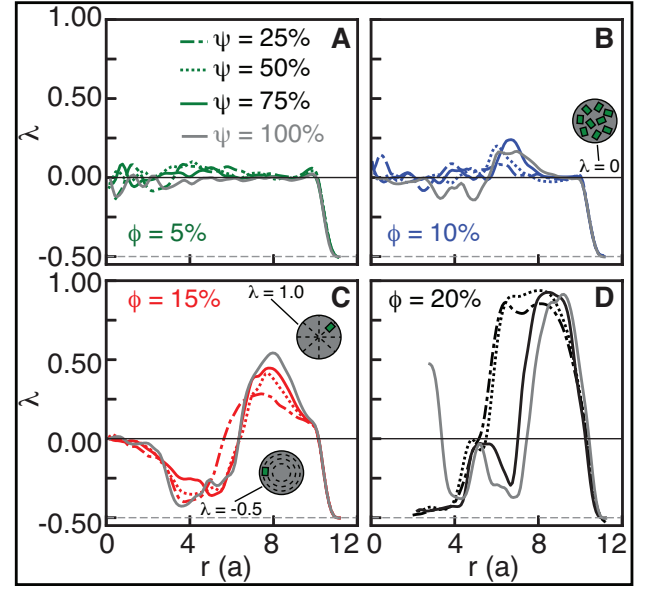 1.00
0.50
0.00
-0.50
λ
A
ψ = 25%
ψ = 50%
ψ = 75%
ψ = 100%
ϕ = 5%
B
λ = 0
ϕ = 10%
1.00
0.50
0.00
-0.50
λ
ϕ = 15%
C
λ = 1.0
λ = -0.5
0 4 8 12
r (a)
ϕ = 20%
D
0 4 8 12
r (a)